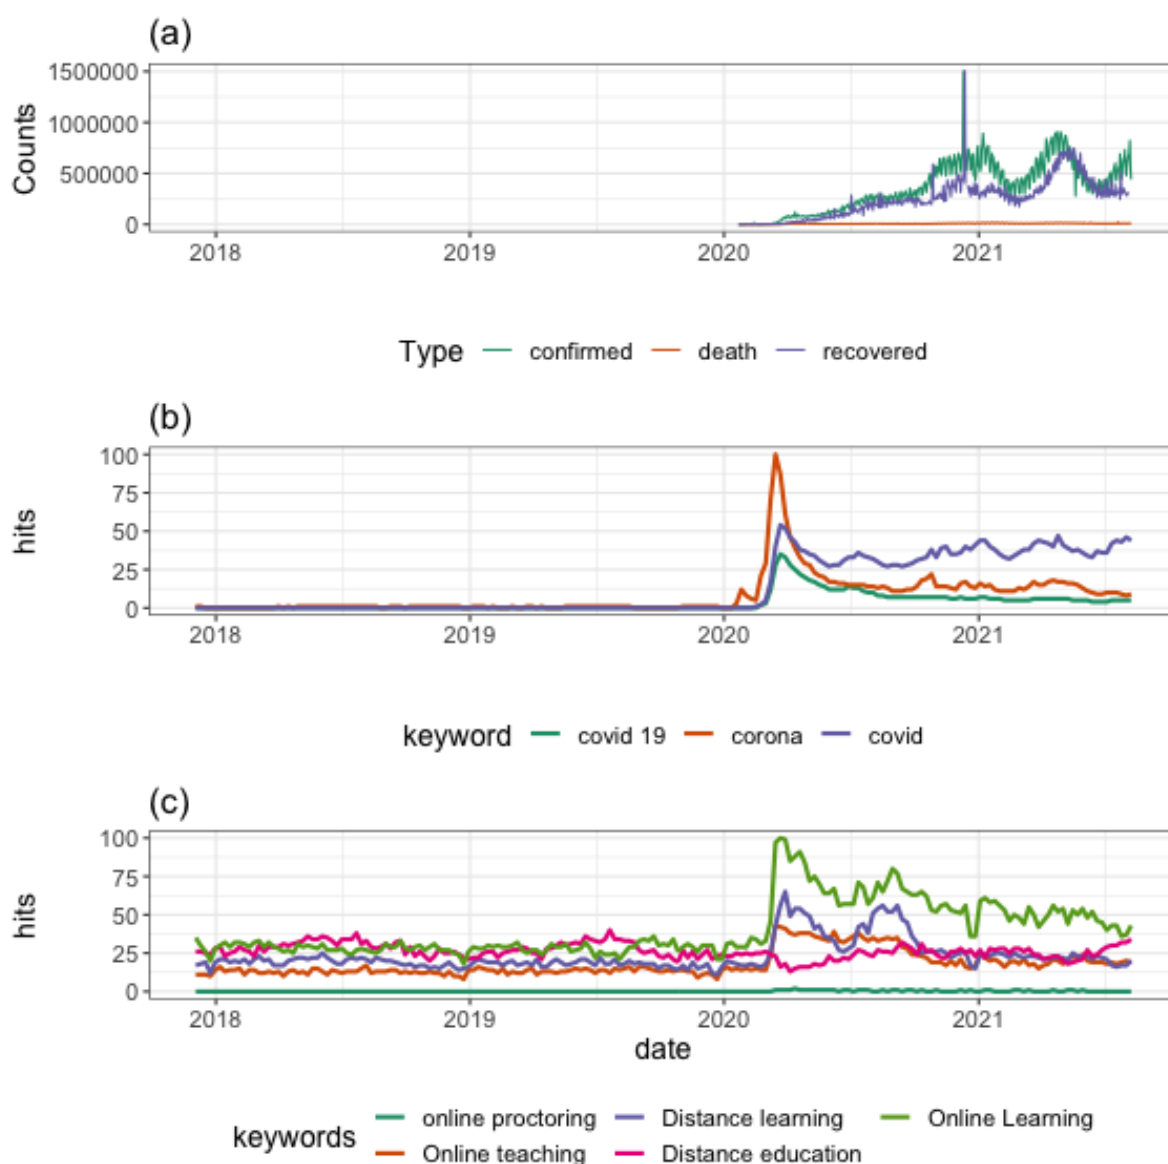 (a)
1500000
1000000
500000
0
Counts
2018 2019 2020 2021
Type confirmed death recovered
(b)
100
75
50
25
0
hits
2018 2019 2020 2021
keyword covid 19 corona covid
(c)
100
75
50
25
0
hits
2018 2019 2020 2021
date
keywords
online proctoring Distance learning Online Learning
Online teaching Distance education